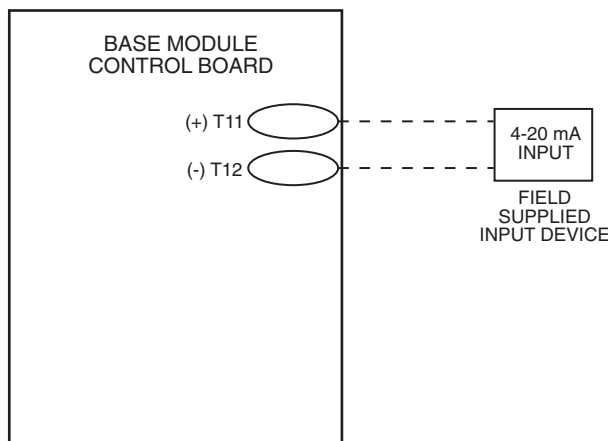 BASE MODULE
CONTROL BOARD
(+) T11
(-) T12
4-20 mA
INPUT
FIELD
SUPPLIED
INPUT DEVICE